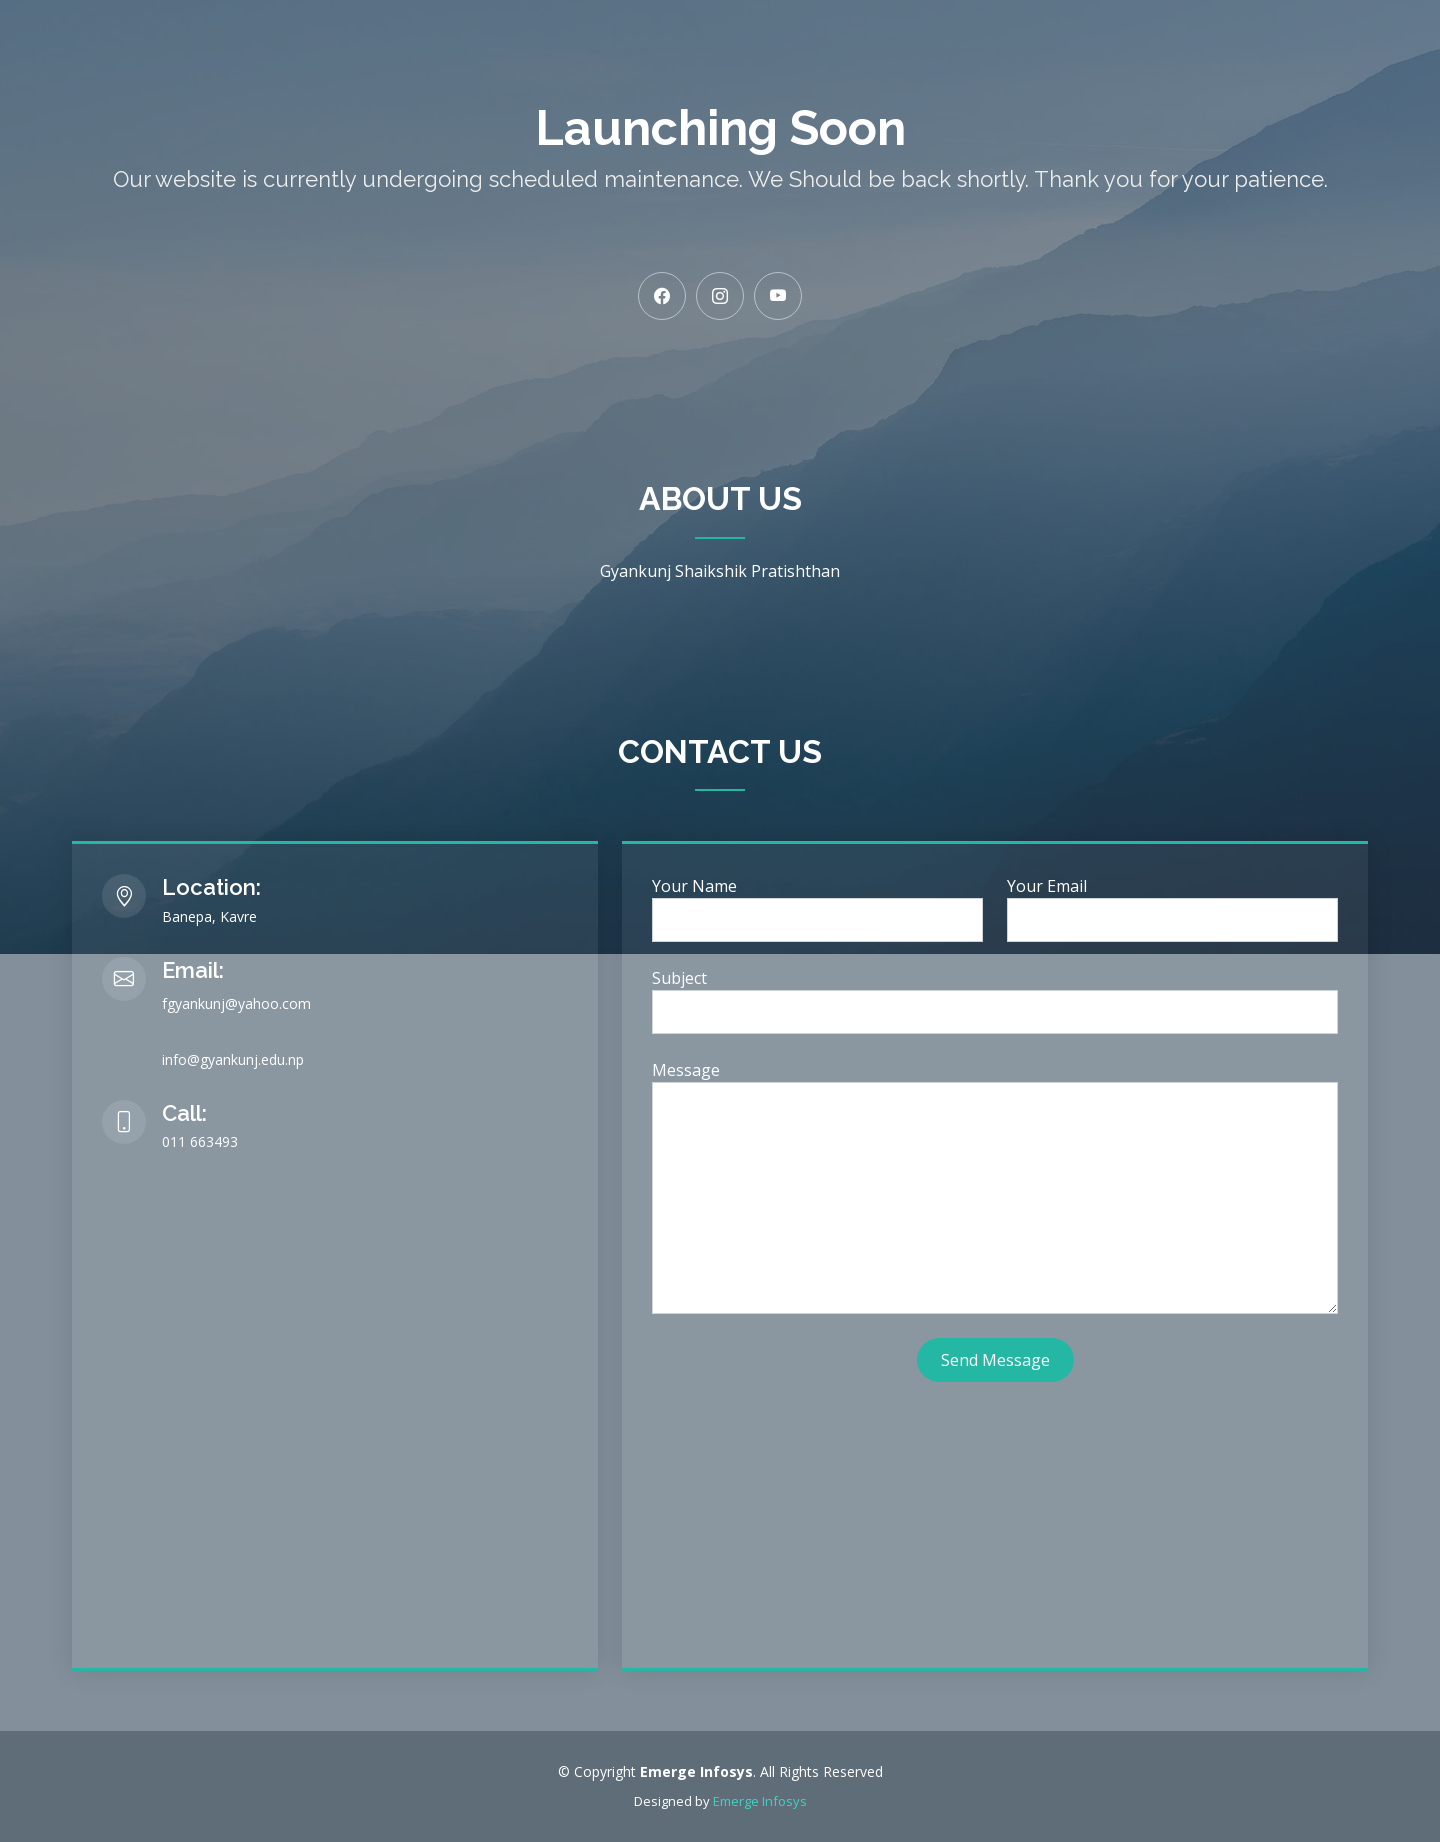 Launching Soon
Our website is currently undergoing scheduled maintenance. We Should be back shortly. Thank you for your patience.
ABOUT US
Gyankunj Shaikshik Pratishthan
CONTACT US
Location:
Banepa, Kavre
Email:
fgyankunj@yahoo.com
info@gyankunj.edu.np
Call:
011 663493
Your Name
Your Email
Subject
Message
Send Message
© Copyright Emerge Infosys. All Rights Reserved
Designed by Emerge Infosys